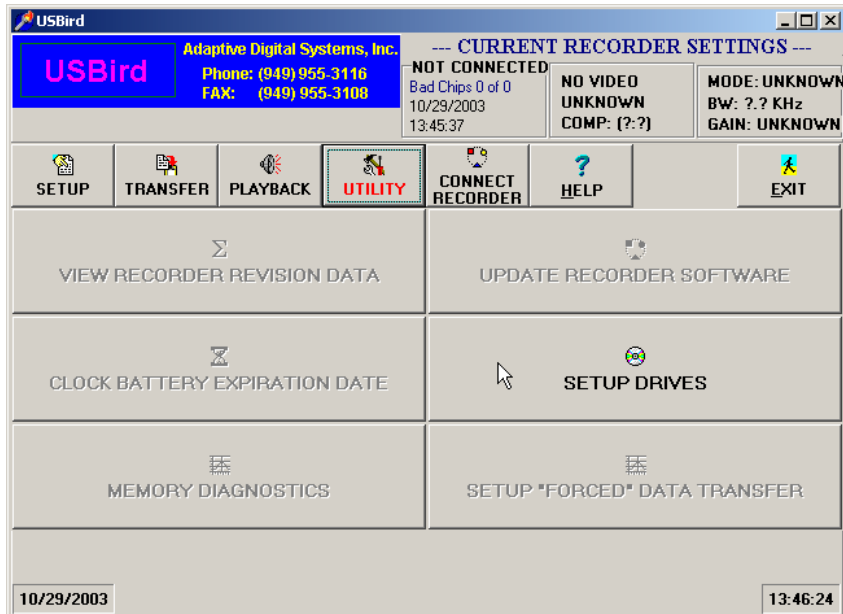 USBird
USBird
Adaptive Digital Systems, Inc.
Phone: (949) 955-3116
FAX: (949) 955-3108
--- CURRENT RECORDER SETTINGS ---
NOT CONNECTED
Bad Chips 0 of 0
10/29/2003
13:45:37
NO VIDEO
UNKNOWN
COMP: (?:?)
MODE: UNKNOWN
BW: ?.? KHz
GAIN: UNKNOWN
SETUP
TRANSFER
PLAYBACK
UTILITY
CONNECT
RECORDER
HELP
EXIT
VIEW RECORDER REVISION DATA
UPDATE RECORDER SOFTWARE
CLOCK BATTERY EXPIRATION DATE
SETUP DRIVES
MEMORY DIAGNOSTICS
SETUP "FORCED" DATA TRANSFER
10/29/2003
13:46:24